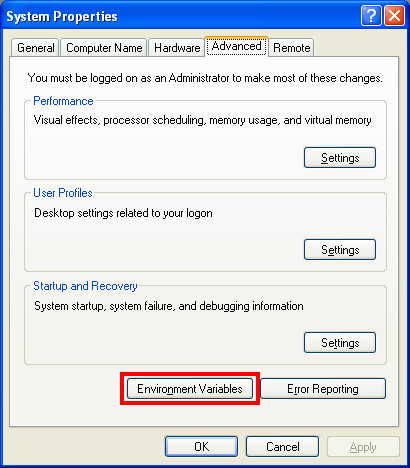 System Properties
General Computer Name Hardware Advanced Remote
You must be logged on as an Administrator to make most of these changes.
Performance
Visual effects, processor scheduling, memory usage, and virtual memory
Settings
User Profiles
Desktop settings related to your logon
Settings
Startup and Recovery
System startup, system failure, and debugging information
Settings
Environment Variables Error Reporting
OK Cancel Apply